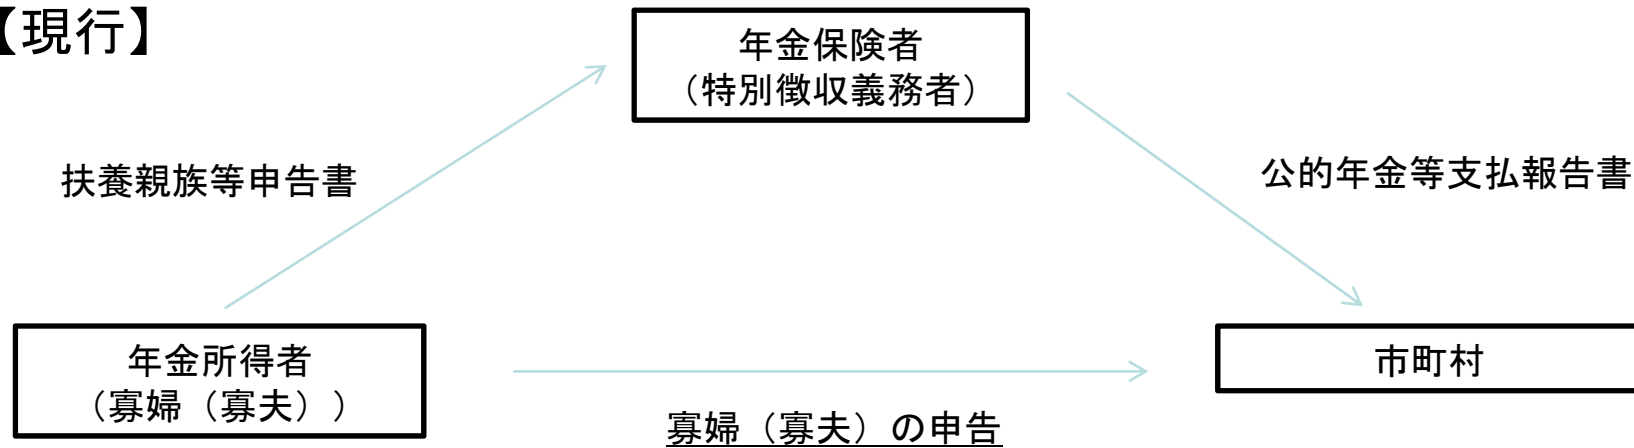 【現行】
年金保険者
（特別徴収義務者）
扶養親族等申告書
公的年金等支払報告書
年金所得者
（寡婦（寡夫））
市町村
寡婦（寡夫）の申告